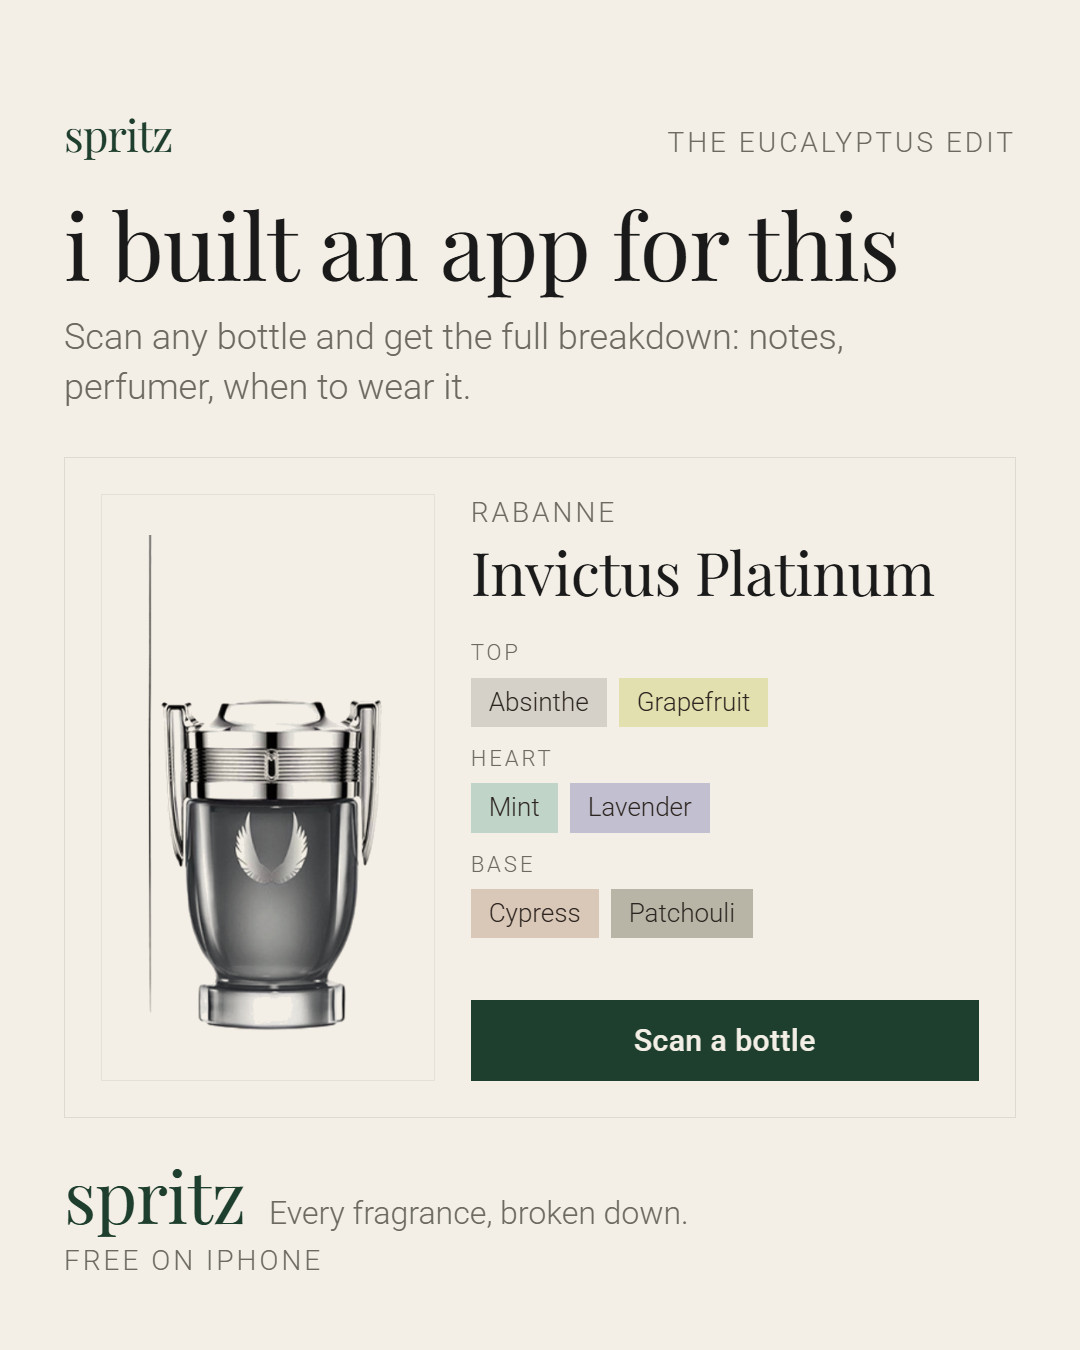 spritz
THE EUCALYPTUS EDIT
i built an app for this
Scan any bottle and get the full breakdown: notes,
perfumer, when to wear it.
RABANNE
Invictus Platinum
TOP
Absinthe Grapefruit
HEART
Mint Lavender
BASE
Cypress Patchouli
Scan a bottle
spritz Every fragrance, broken down.
FREE ON IPHONE